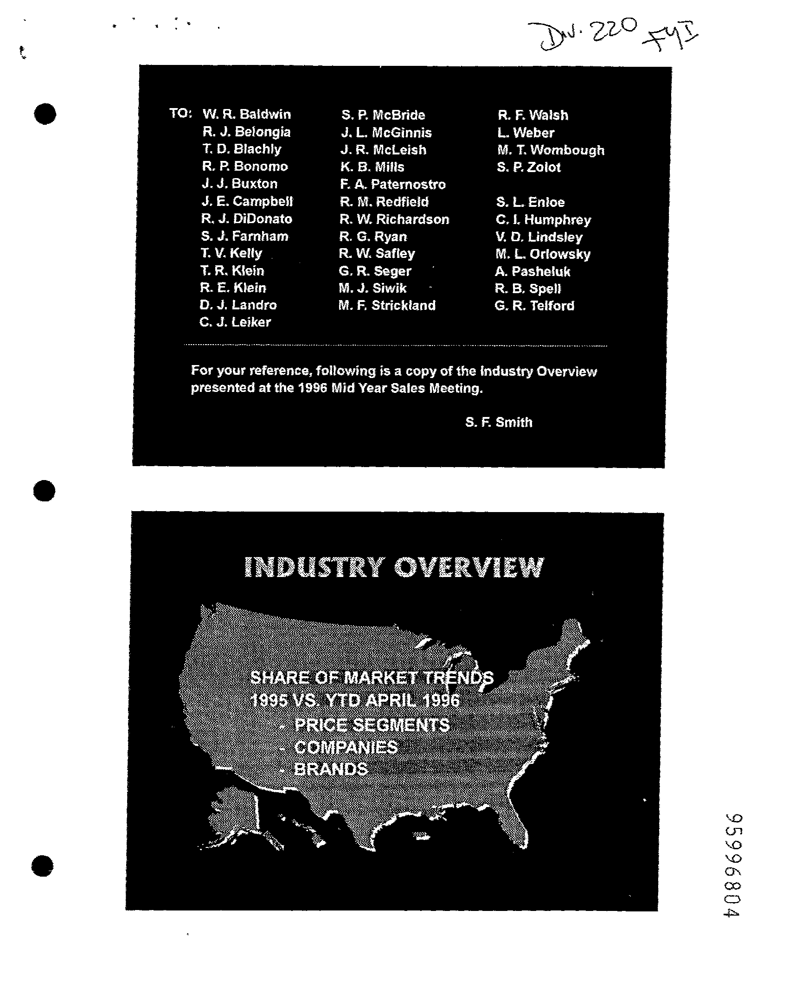 Div. 220 FYI
TO: W. R. Baldwin S. P. McBride R. F. Walsh
R. J. Belongia J. L. McGinnis L. Weber
T. D. Blachly J. R. McLeish M. T. Wombough
R. P. Bonomo K. B. Mills S. P. Zolot
J. J. Buxton F. A. Paternostro
J. E. Campbell R. M. Redfield S. L. Enloe
R. J. DiDonato R. W. Richardson C. I. Humphrey
S. J. Farnham R. G. Ryan V. D. Lindsley
T. V. Kelly R. W. Safley M. L. Orlowsky
T. R. Klein G. R. Seger A. Pasheluk
R. E. Klein M. J. Siwik R. B. Spell
D. J. Landro M. F. Strickland G. R. Telford
C. J. Leiker
For your reference, following is a copy of the Industry Overview
presented at the 1996 Mid Year Sales Meeting.
S. F. Smith
INDUSTRY OVERVIEW
SHARE OF MARKET TRENDS
1995 VS. YTD APRIL 1996
- PRICE SEGMENTS
- COMPANIES
- BRANDS
95996804